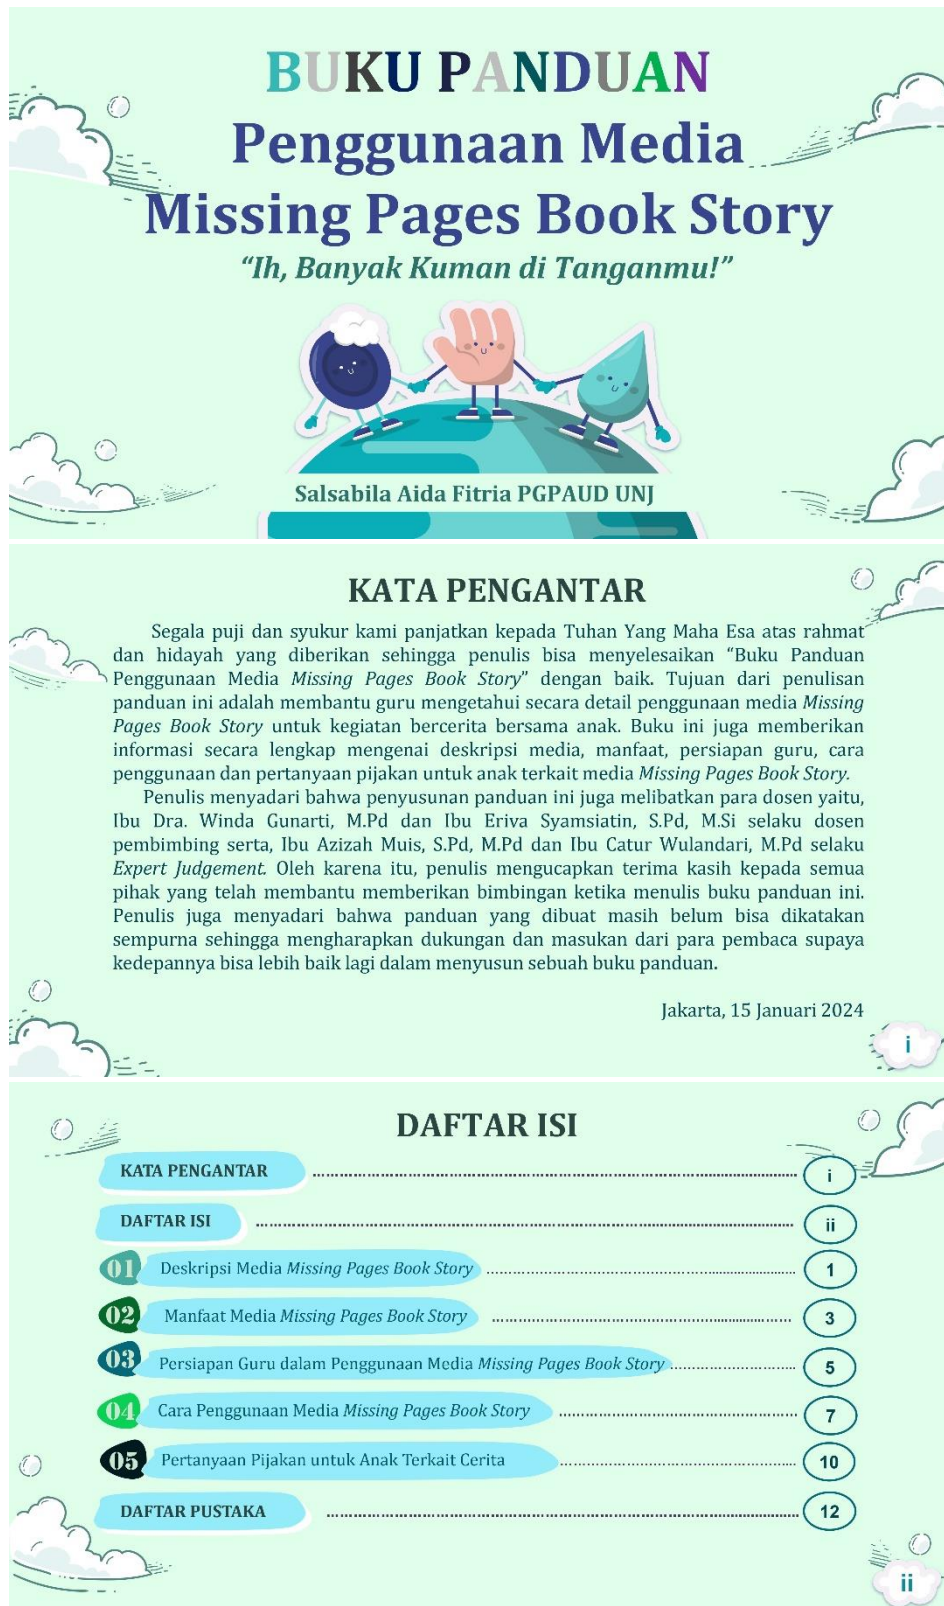 BUKU PANDUAN
Penggunaan Media
Missing Pages Book Story
“Ih, Banyak Kuman di Tanganmu!”
Salsabila Aida Fitria PGPAUD UNJ
KATA PENGANTAR
Segala puji dan syukur kami panjatkan kepada Tuhan Yang Maha Esa atas rahmat
dan hidayah yang diberikan sehingga penulis bisa menyelesaikan “Buku Panduan
Penggunaan Media Missing Pages Book Story” dengan baik. Tujuan dari penulisan
panduan ini adalah membantu guru mengetahui secara detail penggunaan media Missing
Pages Book Story untuk kegiatan bercerita bersama anak. Buku ini juga memberikan
informasi secara lengkap mengenai deskripsi media, manfaat, persiapan guru, cara
penggunaan dan pertanyaan pijakan untuk anak terkait media Missing Pages Book Story.
Penulis menyadari bahwa penyusunan panduan ini juga melibatkan para dosen yaitu,
Ibu Dra. Winda Gunarti, M.Pd dan Ibu Eriva Syamsiatin, S.Pd, M.Si selaku dosen
pembimbing serta, Ibu Azizah Muis, S.Pd, M.Pd dan Ibu Catur Wulandari, M.Pd selaku
Expert Judgement. Oleh karena itu, penulis mengucapkan terima kasih kepada semua
pihak yang telah membantu memberikan bimbingan ketika menulis buku panduan ini.
Penulis juga menyadari bahwa panduan yang dibuat masih belum bisa dikatakan
sempurna sehingga mengharapkan dukungan dan masukan dari para pembaca supaya
kedepannya bisa lebih baik lagi dalam menyusun sebuah buku panduan.
Jakarta, 15 Januari 2024
i
DAFTAR ISI
KATA PENGANTAR ........ i
DAFTAR ISI ........ ii
01 Deskripsi Media Missing Pages Book Story ........ 1
02 Manfaat Media Missing Pages Book Story ........ 3
03 Persiapan Guru dalam Penggunaan Media Missing Pages Book Story ........ 5
04 Cara Penggunaan Media Missing Pages Book Story ........ 7
05 Pertanyaan Pijakan untuk Anak Terkait Cerita ........ 10
DAFTAR PUSTAKA ........ 12
ii